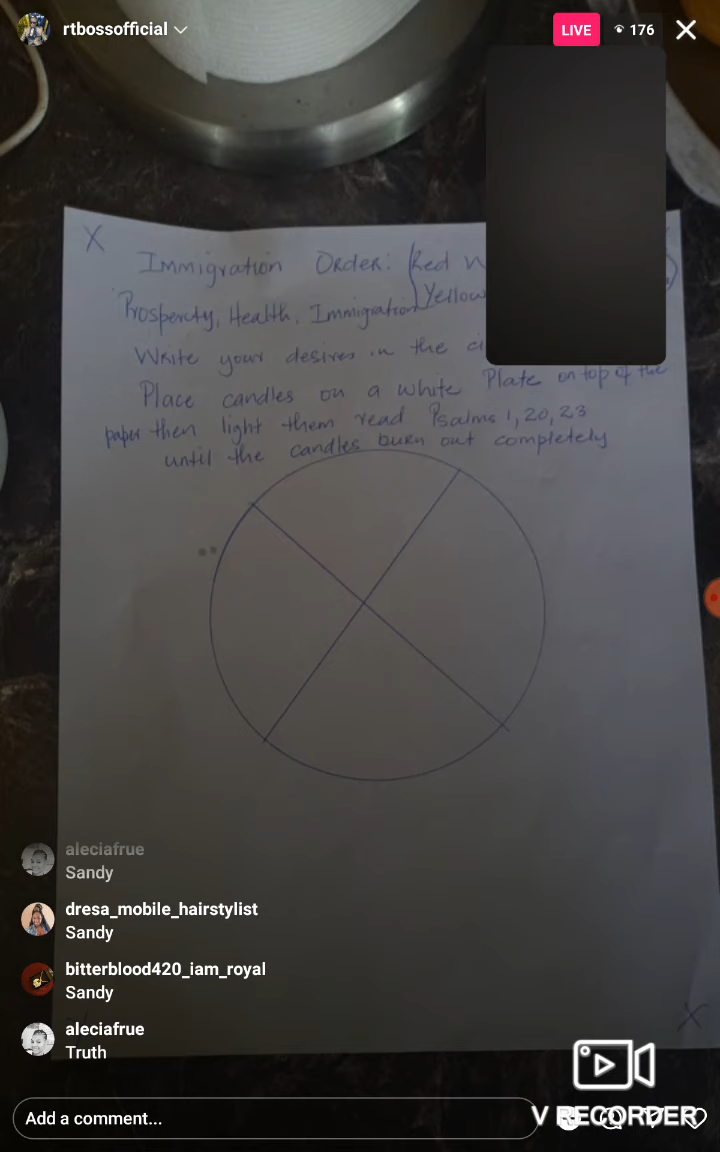 rtbossofficial
LIVE
176
X
Immigration Order: (Red
Prosperity, Health, Immigration Yellow
Write your desires in the
Place candles on a white Plate on top of the
paper then light them read Psalms 1, 20, 23
until the candles burn out completely
aleciafrue
Sandy
dresa_mobile_hairstylist
Sandy
bitterblood420_iam_royal
Sandy
aleciafrue
Truth
X
Add a comment...
V RECORDER